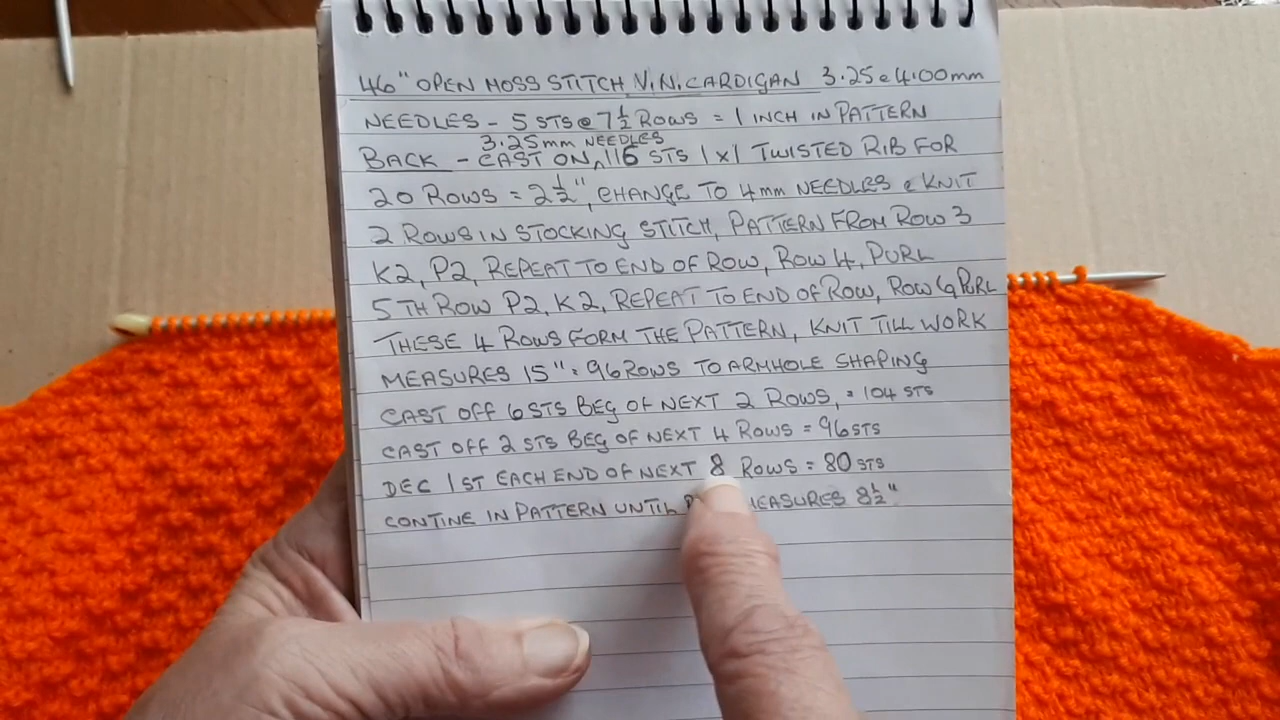 46" OPEN MOSS STITCH V.N. CARDIGAN 3.25 & 4.00mm
NEEDLES - 5 STS & 7½ ROWS = 1 INCH IN PATTERN
3.25mm NEEDLES
BACK - CAST ON 116 STS 1X1 TWISTED RIB FOR
20 ROWS = 2½", CHANGE TO 4mm NEEDLES & KNIT
2 ROWS IN STOCKING STITCH, PATTERN FROM ROW 3
K2, P2, REPEAT TO END OF ROW, ROW 4, PURL
5TH ROW P2, K2, REPEAT TO END OF ROW, ROW 6, PURL
THESE 4 ROWS FORM THE PATTERN, KNIT TILL WORK
MEASURES 15" = 96 ROWS TO ARMHOLE SHAPING
CAST OFF 6 STS BEG OF NEXT 2 ROWS, = 104 STS
CAST OFF 2 STS BEG OF NEXT 4 ROWS = 96 STS
DEC 1ST EACH END OF NEXT 8 ROWS = 80 STS
CONTINE IN PATTERN UNTIL MEASURES 8½"